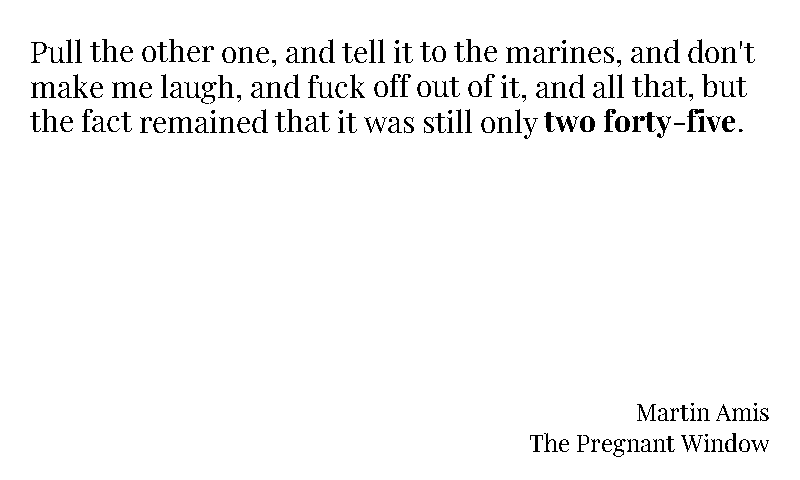 Pull the other one, and tell it to the marines, and don't
make me laugh, and fuck off out of it, and all that, but
the fact remained that it was still only two forty-five.
Martin Amis
The Pregnant Window